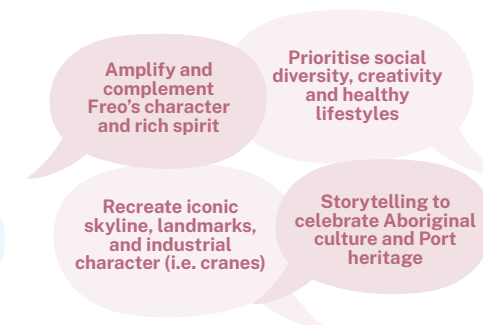 Amplify and
complement
Freo's character
and rich spirit
Prioritise social
diversity, creativity
and healthy
lifestyles
Recreate iconic
skyline, landmarks,
and industrial
character (i.e. cranes)
Storytelling to
celebrate Aboriginal
culture and Port
heritage